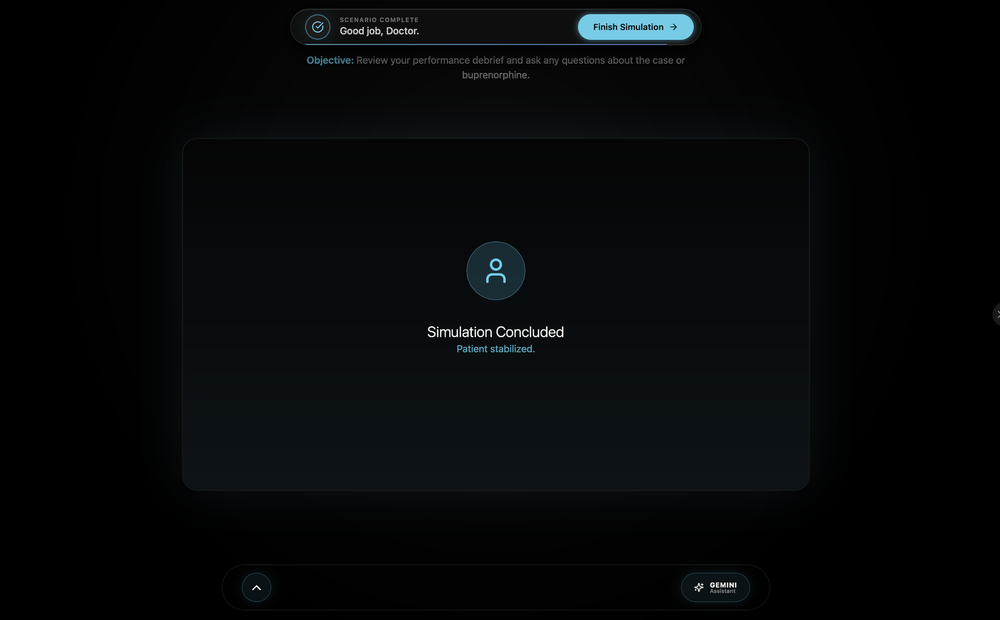 SCENARIO COMPLETE
Good job, Doctor.
Finish Simulation
Objective: Review your performance debrief and ask any questions about the case or
buprenorphine.
Simulation Concluded
Patient stabilized.
GEMINI
Assistant